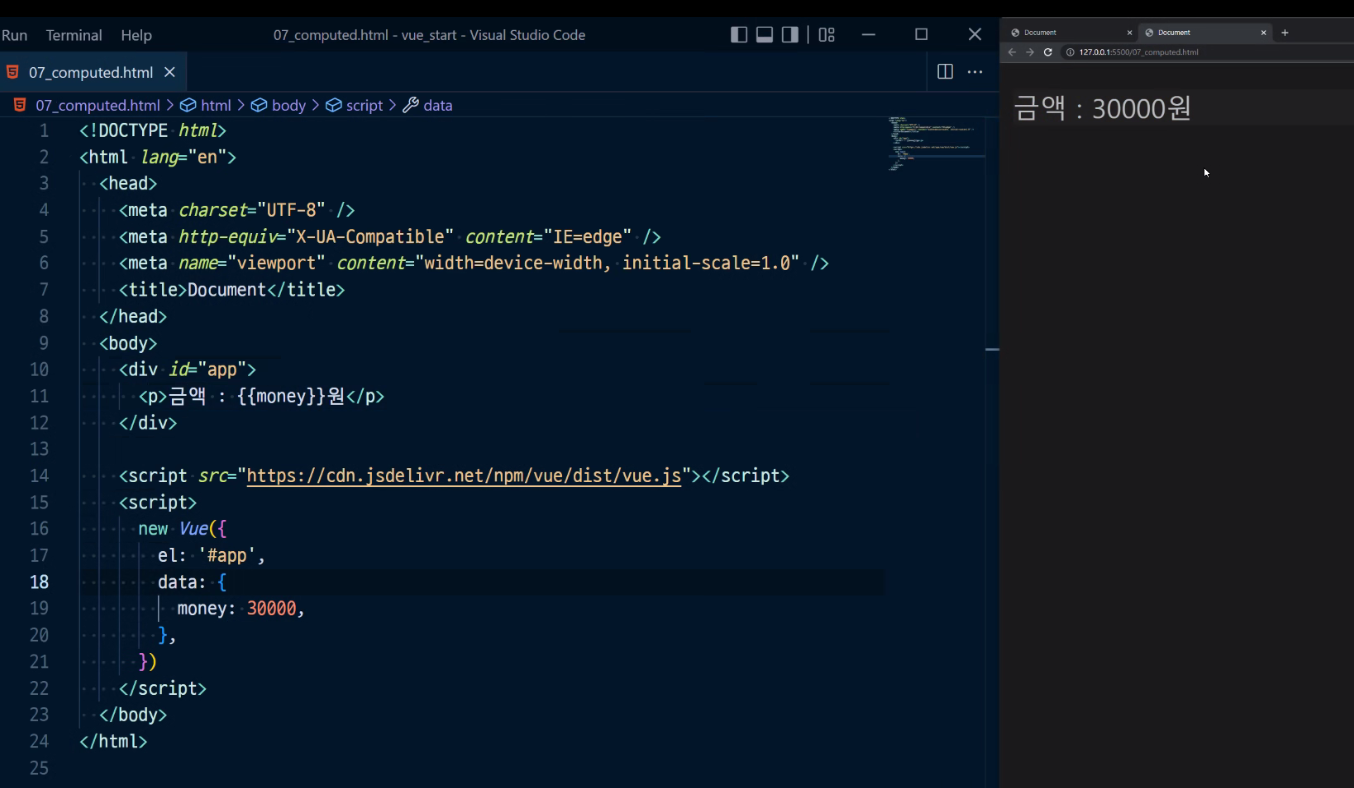 Run Terminal Help 07_computed.html - vue_start - Visual Studio Code
07_computed.html
07_computed.html > html > body > script > data
1 <!DOCTYPE html>
2 <html lang="en">
3 <head>
4 <meta charset="UTF-8" />
5 <meta http-equiv="X-UA-Compatible" content="IE=edge" />
6 <meta name="viewport" content="width=device-width, initial-scale=1.0" />
7 <title>Document</title>
8 </head>
9 <body>
10 <div id="app">
11 <p>금액 : {{money}}원</p>
12 </div>
13
14 <script src="https://cdn.jsdelivr.net/npm/vue/dist/vue.js"></script>
15 <script>
16 new Vue({
17 el: '#app',
18 data: {
19 money: 30000,
20 },
21 })
22 </script>
23 </body>
24 </html>
25
Document Document
127.0.0.1:5500/07_computed.html
금액 : 30000원